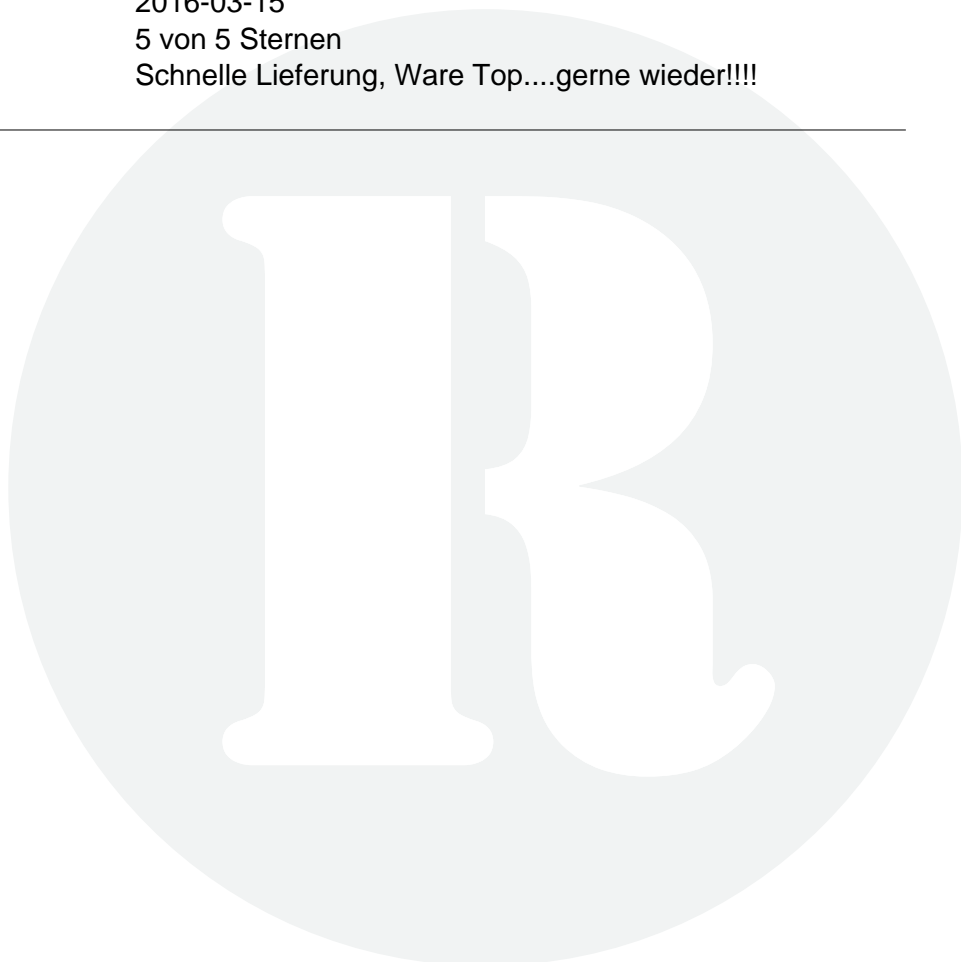 2016-03-15
5 von 5 Sternen
Schnelle Lieferung, Ware Top....gerne wieder!!!!
R